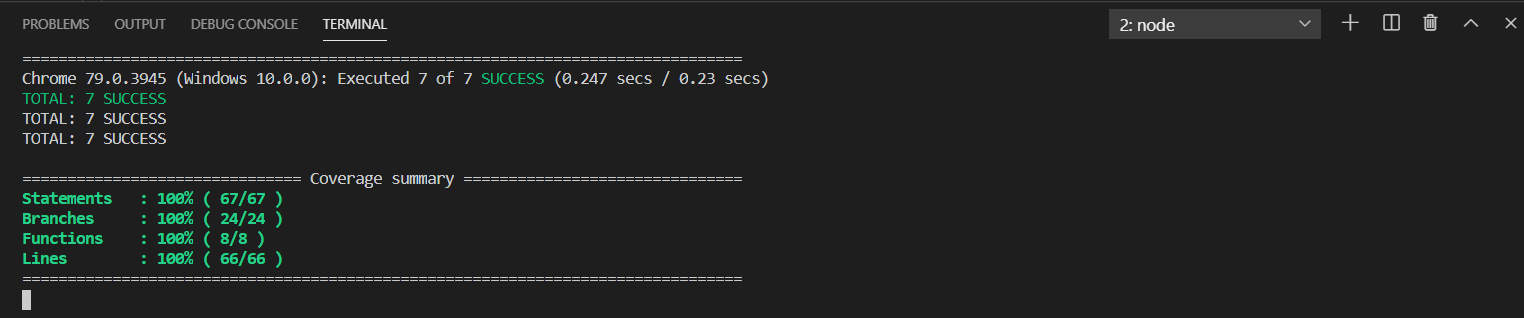 PROBLEMS OUTPUT DEBUG CONSOLE TERMINAL 2: node
================================================================================
Chrome 79.0.3945 (Windows 10.0.0): Executed 7 of 7 SUCCESS (0.247 secs / 0.23 secs)
TOTAL: 7 SUCCESS
TOTAL: 7 SUCCESS
TOTAL: 7 SUCCESS
=============================== Coverage summary ===============================
Statements   : 100% ( 67/67 )
Branches     : 100% ( 24/24 )
Functions    : 100% ( 8/8 )
Lines        : 100% ( 66/66 )
================================================================================